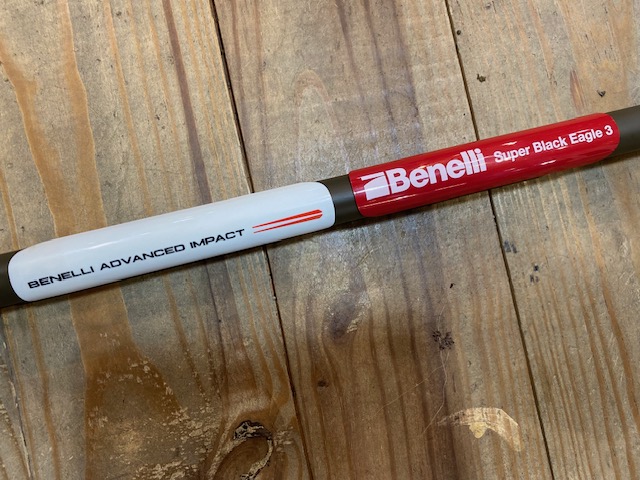 BENELLI ADVANCED IMPACT
Benelli Super Black Eagle 3